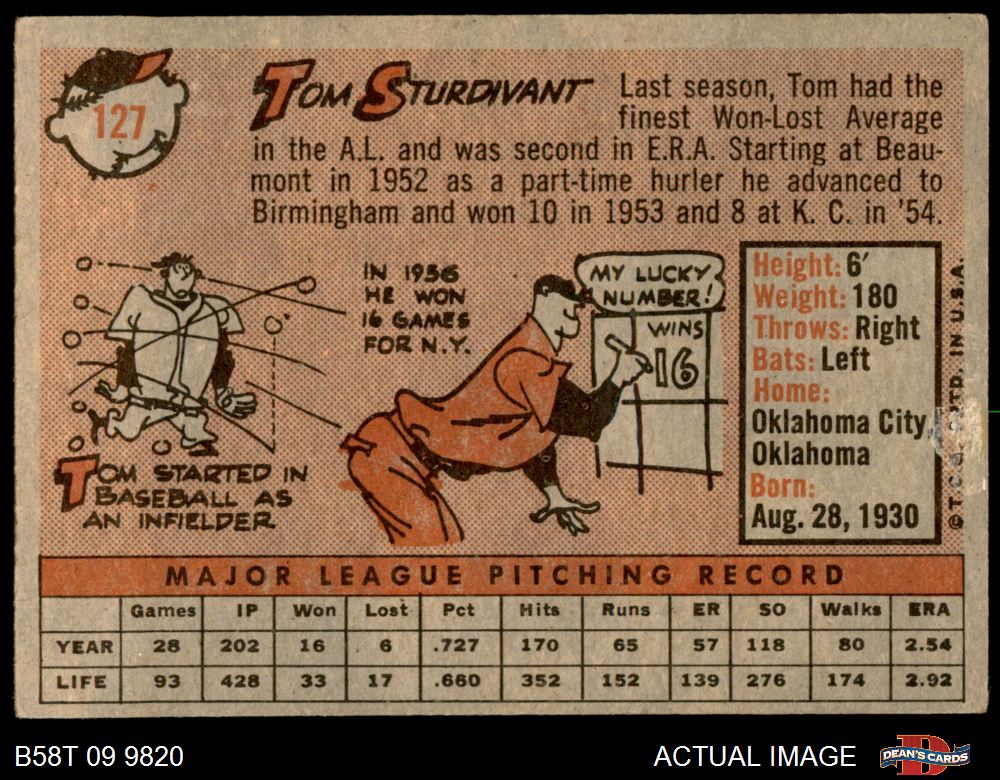 127
TOM STURDIVANT
Last season, Tom had the
finest Won-Lost Average
in the A.L. and was second in E.R.A. Starting at Beau-
mont in 1952 as a part-time hurler he advanced to
Birmingham and won 10 in 1953 and 8 at K. C. in '54.
TOM STARTED IN
BASEBALL AS
AN INFIELDER
IN 1956
HE WON
16 GAMES
FOR N.Y.
MY LUCKY
NUMBER!
WINS
16
Height: 6'
Weight: 180
Throws: Right
Bats: Left
Home:
Oklahoma City,
Oklahoma
Born:
Aug. 28, 1930
© T.C.G. PRTD. IN U.S.A.
MAJOR LEAGUE PITCHING RECORD
Games IP Won Lost Pct Hits Runs ER SO Walks ERA
YEAR 28 202 16 6 .727 170 65 57 118 80 2.54
LIFE 93 428 33 17 .660 352 152 139 276 174 2.92
B58T 09 9820
ACTUAL IMAGE
DEAN'S CARDS